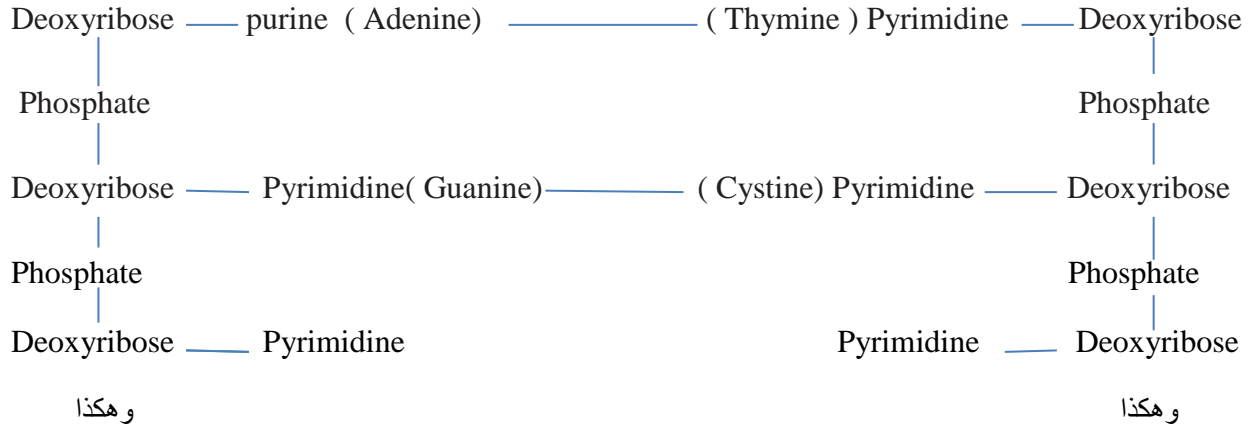 Deoxyribose purine ( Adenine) ( Thymine ) Pyrimidine Deoxyribose
Phosphate Phosphate
Deoxyribose Pyrimidine( Guanine) ( Cystine) Pyrimidine Deoxyribose
Phosphate Phosphate
Deoxyribose Pyrimidine Pyrimidine Deoxyribose
وهكذا وهكذا